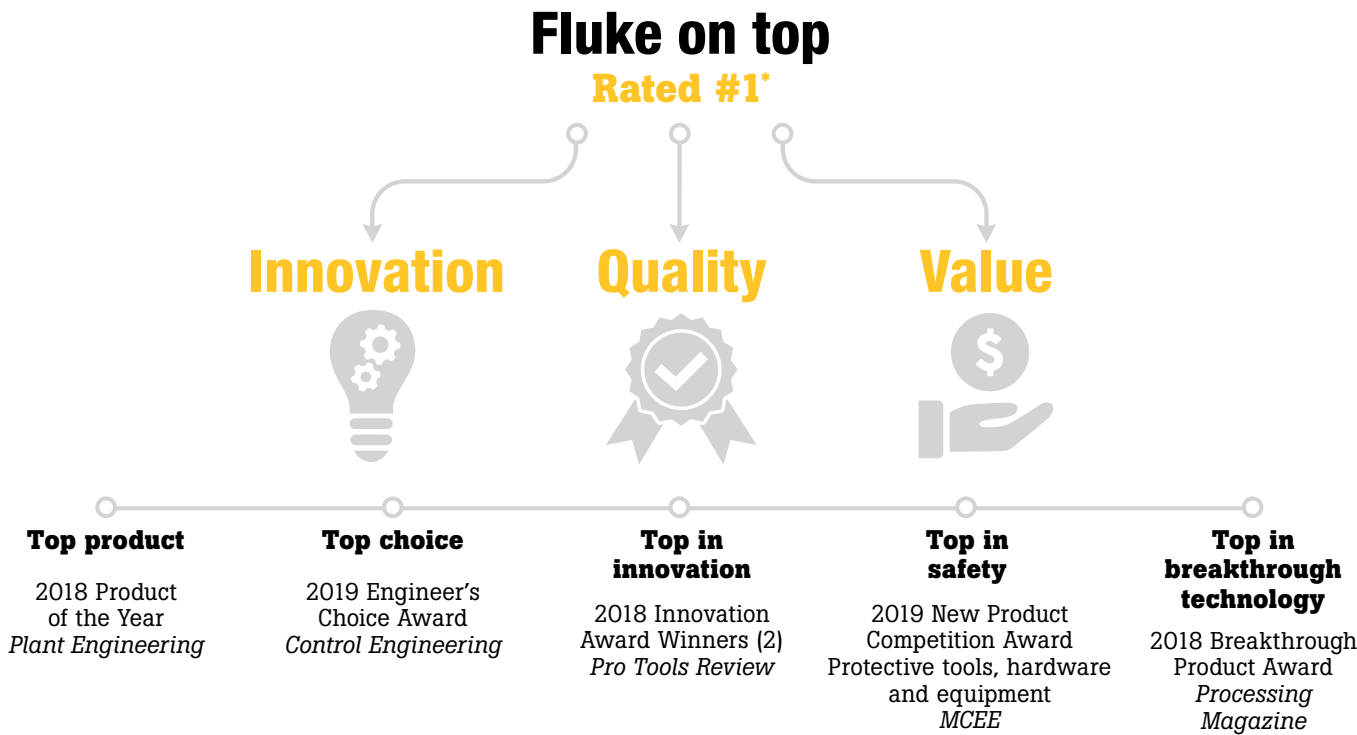 Fluke on top
Rated #1*
Innovation
Quality
Value
$
Top product
2018 Product
of the Year
Plant Engineering
Top choice
2019 Engineer’s
Choice Award
Control Engineering
Top in
innovation
2018 Innovation
Award Winners (2)
Pro Tools Review
Top in
safety
2019 New Product
Competition Award
Protective tools, hardware
and equipment
MCEE
Top in
breakthrough
technology
2018 Breakthrough
Product Award
Processing
Magazine